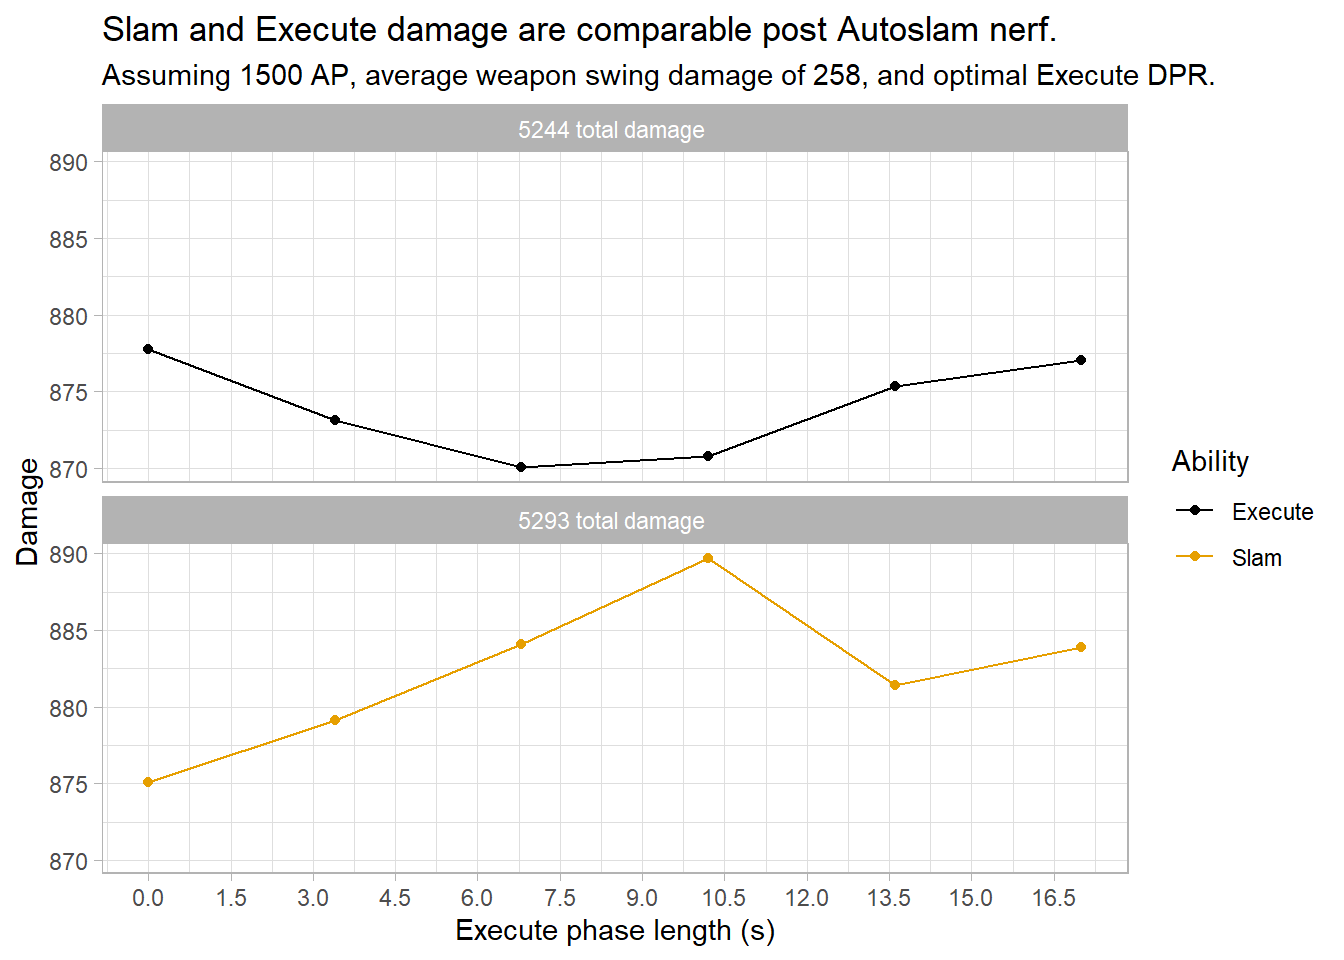 Slam and Execute damage are comparable post Autoslam nerf.
Assuming 1500 AP, average weapon swing damage of 258, and optimal Execute DPR.
5244 total damage
890
885
880
875
870
Damage
5293 total damage
890
885
880
875
870
0.0 1.5 3.0 4.5 6.0 7.5 9.0 10.5 12.0 13.5 15.0 16.5
Execute phase length (s)
Ability
Execute
Slam